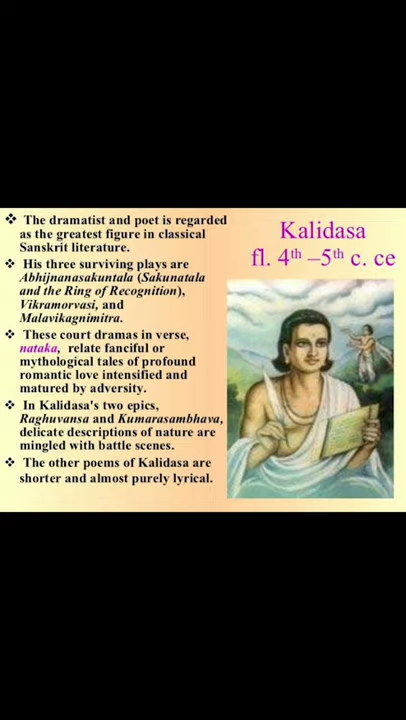 ❖ The dramatist and poet is regarded
as the greatest figure in classical
Sanskrit literature.
❖ His three surviving plays are
Abhijnanasakuntala (Sakunatala
and the Ring of Recognition),
Vikramorvasi, and
Malavikagnimitra.
❖ These court dramas in verse,
nataka, relate fanciful or
mythological tales of profound
romantic love intensified and
matured by adversity.
❖ In Kalidasa's two epics,
Raghuvansa and Kumarasambhava,
delicate descriptions of nature are
mingled with battle scenes.
❖ The other poems of Kalidasa are
shorter and almost purely lyrical.
Kalidasa
fl. 4th –5th c. ce